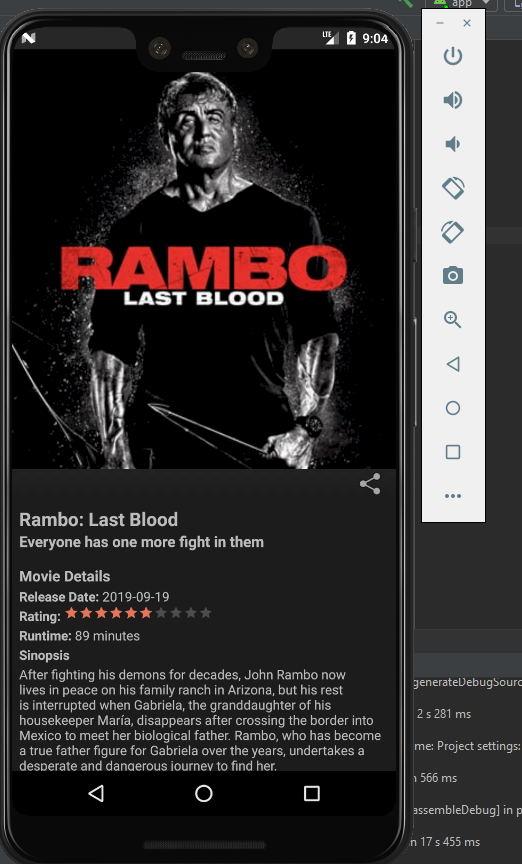 app
LTE 9:04
RAMBO
LAST BLOOD
Rambo: Last Blood
Everyone has one more fight in them
Movie Details
Release Date: 2019-09-19
Rating:
Runtime: 89 minutes
Sinopsis
After fighting his demons for decades, John Rambo now
lives in peace on his family ranch in Arizona, but his rest
is interrupted when Gabriela, the granddaughter of his
housekeeper María, disappears after crossing the border into
Mexico to meet her biological father. Rambo, who has become
a true father figure for Gabriela over the years, undertakes a
desperate and dangerous journey to find her.
generateDebugSourc
2 s 281 ms
me: Project settings:
566 ms
assembleDebug] in p
n 17 s 455 ms